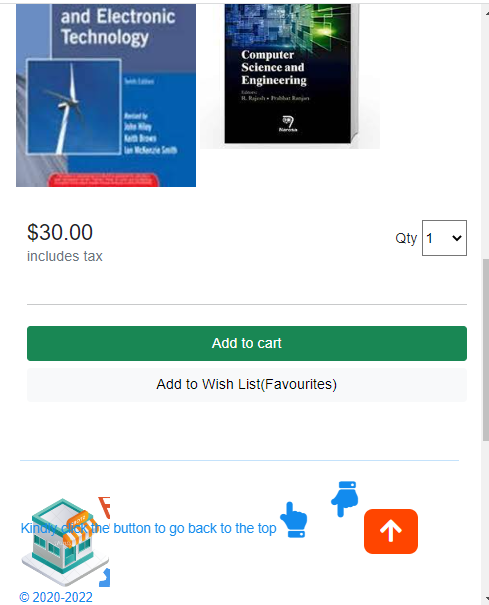 and Electronic
Technology
Tenth Edition
Revised by
John Hiley
Keith Brown
Ian McKenzie Smith
Computer
Science and
Engineering
Editors
R. Rajesh • Prabhat Ranjan
Narosa
$30.00
includes tax
Qty 1
Add to cart
Add to Wish List(Favourites)
Kindly click the button to go back to the top
© 2020-2022